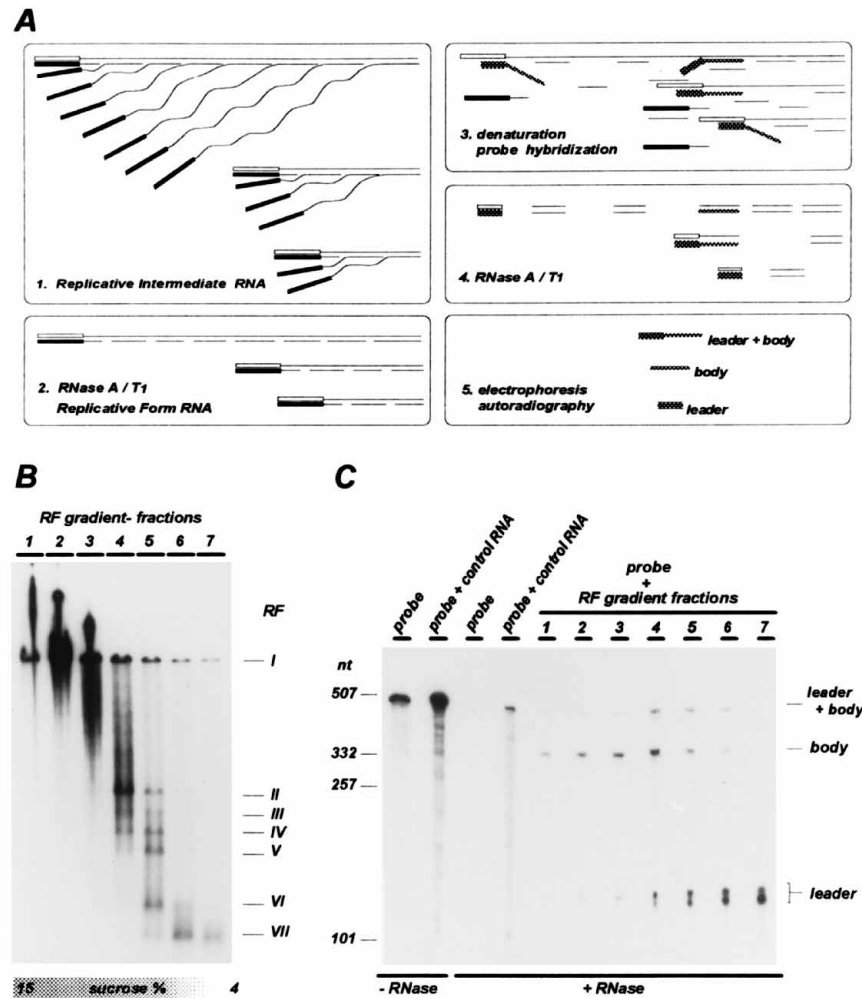 A
1. Replicative Intermediate RNA
2. RNase A / T1
Replicative Form RNA
3. denaturation
probe hybridization
4. RNase A / T1
leader + body
body
5. electrophoresis
autoradiography
leader
B
RF gradient- fractions
1 2 3 4 5 6 7
RF
I
II
III
IV
V
VI
VII
15 sucrose % 4
C
probe
probe + control RNA
probe
probe + control RNA
probe
+
RF gradient fractions
1 2 3 4 5 6 7
nt
507
332
257
101
leader
+ body
body
leader
- RNase
+ RNase